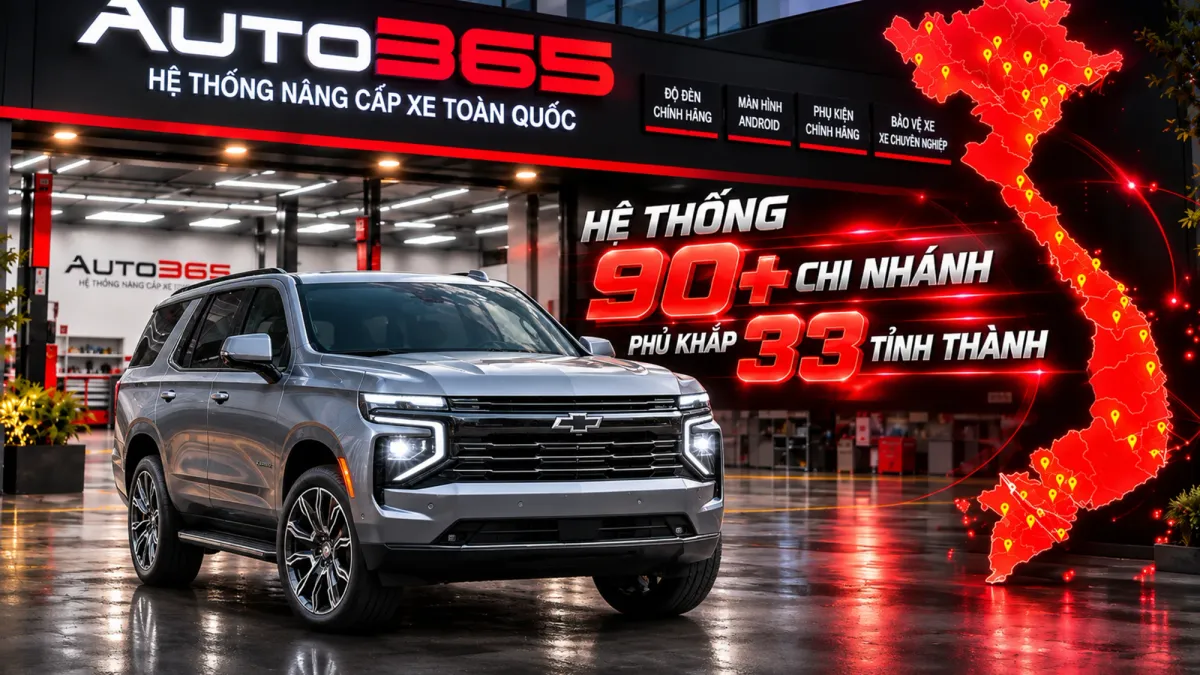 AUTO365
HỆ THỐNG NÂNG CẤP XE TOÀN QUỐC
ĐỘ ĐÈN
CHÍNH HÃNG
MÀN HÌNH
ANDROID
PHỤ KIỆN
CHÍNH HÃNG
BẢO VỆ XE
XE CHUYÊN NGHIỆP
HỆ THỐNG
90+ CHI NHÁNH
PHỦ KHẮP 33 TỈNH THÀNH
AUTO365
HỆ THỐNG NÂNG CẤP XE